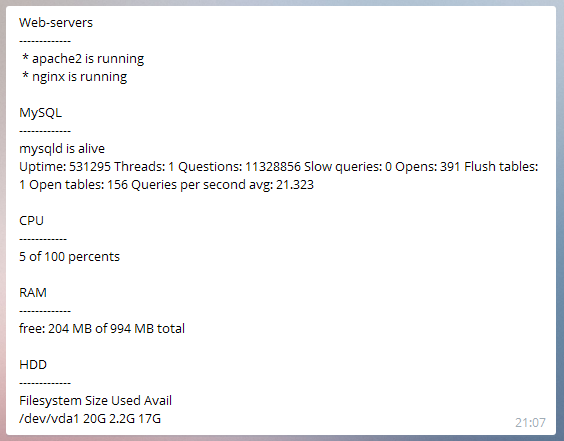 Web-servers
-------------
* apache2 is running
* nginx is running
MySQL
-------------
mysqld is alive
Uptime: 531295 Threads: 1 Questions: 11328856 Slow queries: 0 Opens: 391 Flush tables:
1 Open tables: 156 Queries per second avg: 21.323
CPU
------------
5 of 100 percents
RAM
-------------
free: 204 MB of 994 MB total
HDD
-------------
Filesystem Size Used Avail
/dev/vda1 20G 2.2G 17G
21:07